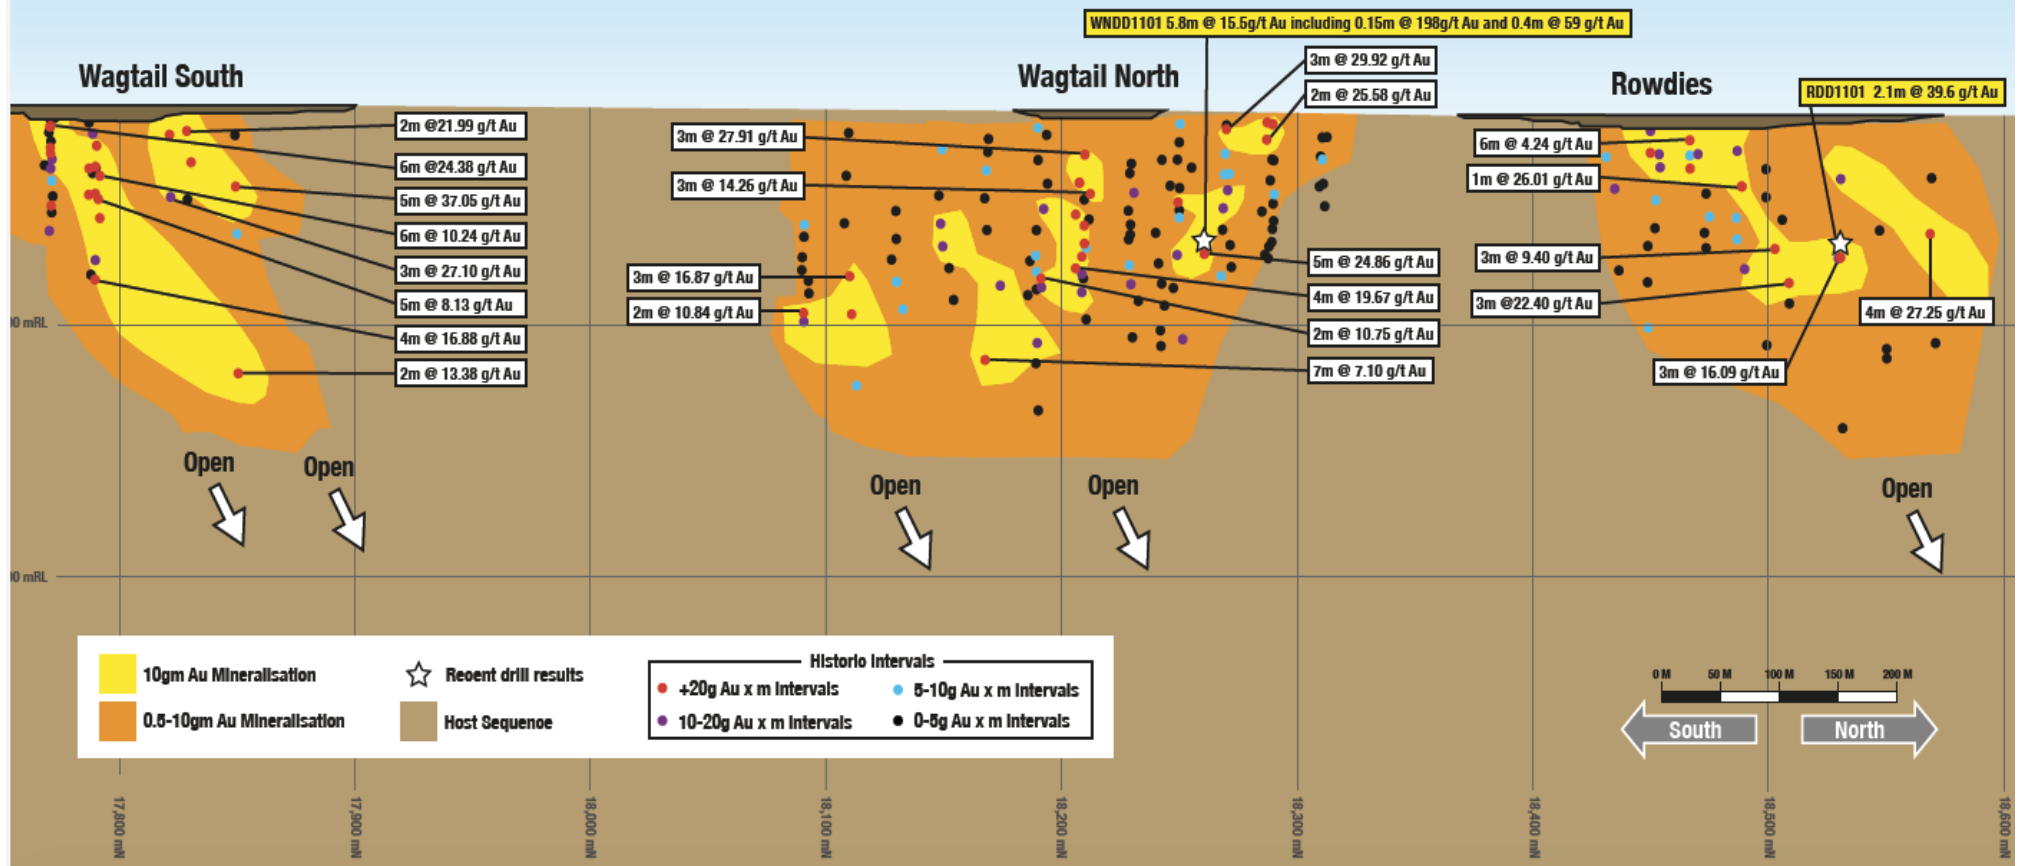 WNDD1101 5.8m @ 15.5g/t Au including 0.15m @ 198g/t Au and 0.4m @ 59 g/t Au
Wagtail South
Wagtail North
Rowdies
3m @ 29.92 g/t Au
2m @ 25.58 g/t Au
RDD1101 2.1m @ 39.6 g/t Au
2m @21.99 g/t Au
6m @24.38 g/t Au
5m @ 37.05 g/t Au
6m @ 10.24 g/t Au
3m @ 27.10 g/t Au
5m @ 8.13 g/t Au
4m @ 16.88 g/t Au
2m @ 13.38 g/t Au
3m @ 27.91 g/t Au
3m @ 14.26 g/t Au
3m @ 16.87 g/t Au
2m @ 10.84 g/t Au
5m @ 24.86 g/t Au
4m @ 19.67 g/t Au
2m @ 10.75 g/t Au
7m @ 7.10 g/t Au
6m @ 4.24 g/t Au
1m @ 26.01 g/t Au
3m @ 9.40 g/t Au
3m @22.40 g/t Au
4m @ 27.25 g/t Au
3m @ 16.09 g/t Au
0 mRL
Open
Open
Open
Open
Open
0 mRL
10gm Au Mineralisation
0.5-10gm Au Mineralisation
Recent drill results
Host Sequence
Historic Intervals
+20g Au x m Intervals
5-10g Au x m Intervals
10-20g Au x m Intervals
0-5g Au x m Intervals
0 M 50 M 100 M 150 M 200 M
South
North
17,800 mN
17,900 mN
18,000 mN
18,100 mN
18,200 mN
18,300 mN
18,400 mN
18,500 mN
18,600 mN